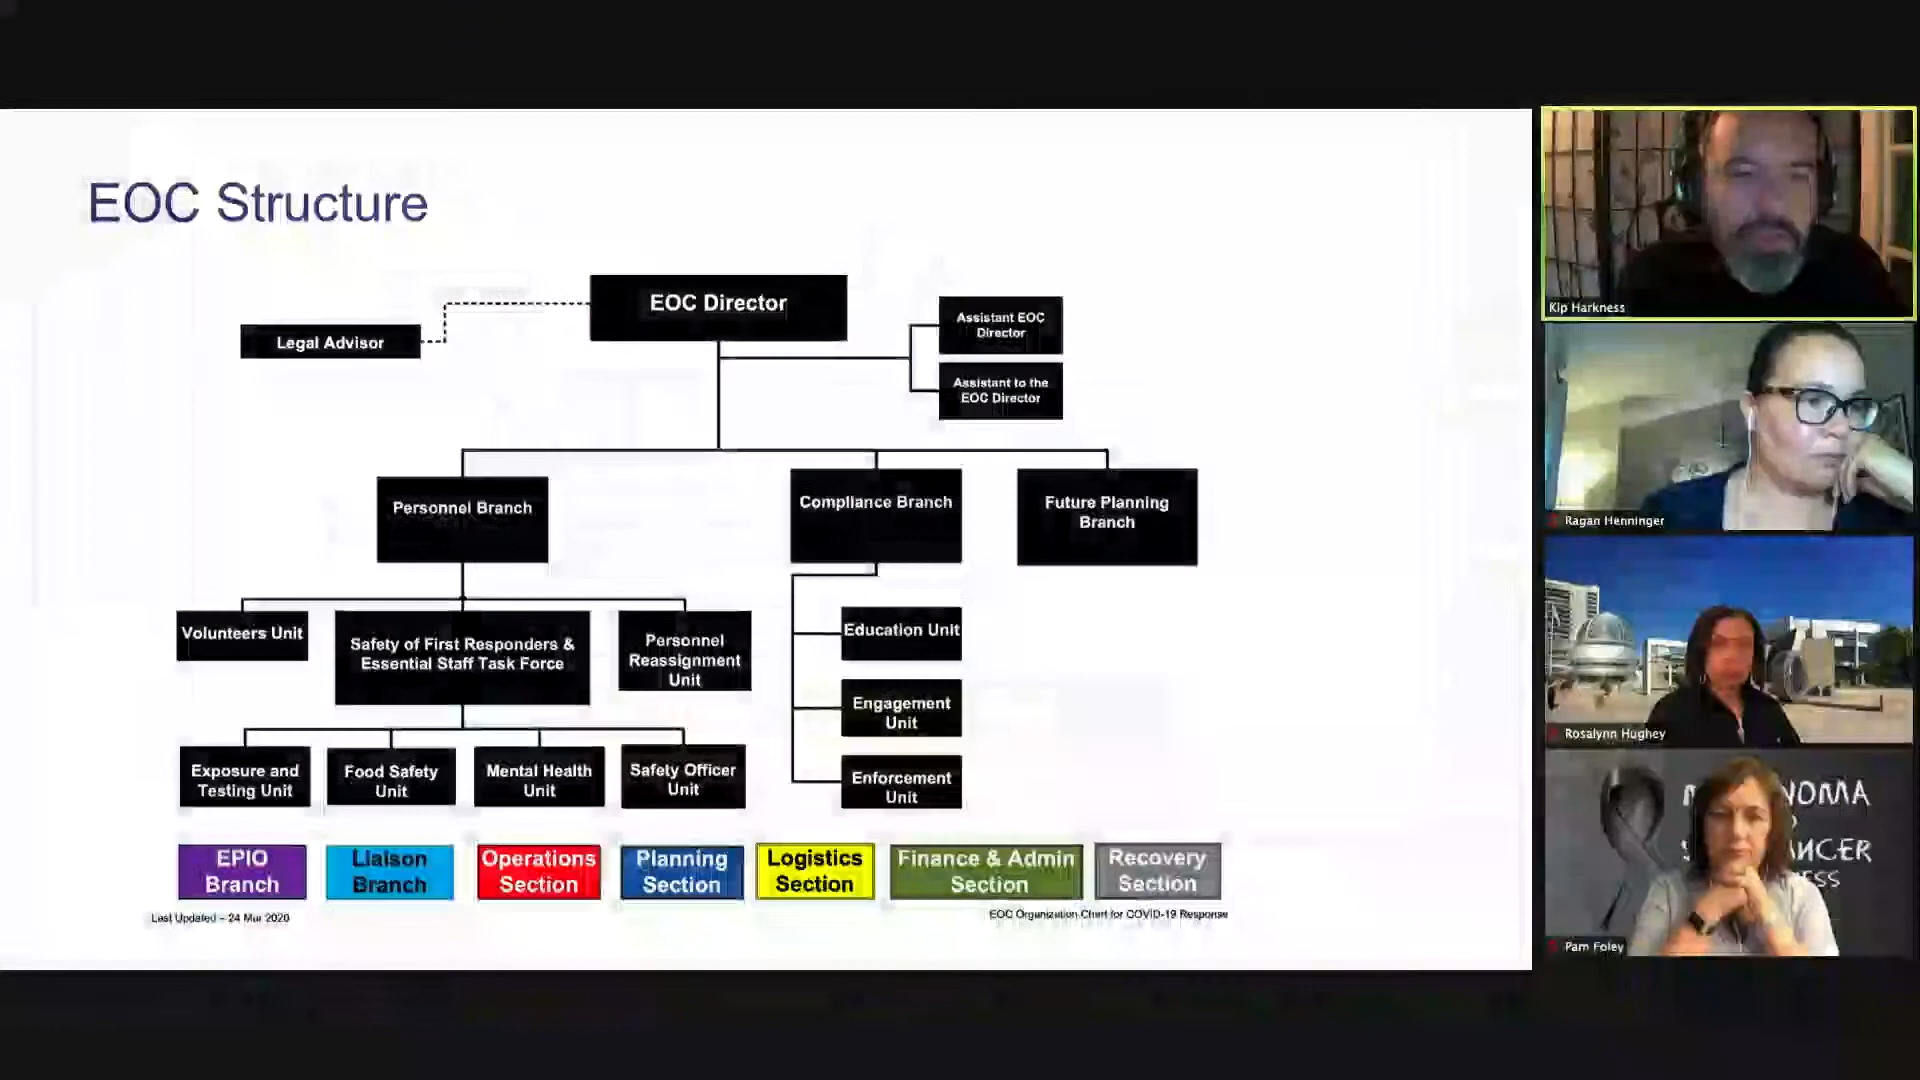 EOC Structure
EOC Director
Legal Advisor
Assistant EOC
Director
Assistant to the
EOC Director
Personnel Branch
Compliance Branch
Future Planning
Branch
Volunteers Unit
Safety of First Responders &
Essential Staff Task Force
Personnel
Reassignment
Unit
Education Unit
Engagement
Unit
Enforcement
Unit
Exposure and
Testing Unit
Food Safety
Unit
Mental Health
Unit
Safety Officer
Unit
EPIO
Branch
Liaison
Branch
Operations
Section
Planning
Section
Logistics
Section
Finance & Admin
Section
Recovery
Section
Last Updated – 24 Mar 2020
EOC Organization Chart for COVID-19 Response
Kip Harkness
Ragan Henninger
Rosalynn Hughey
Pam Foley